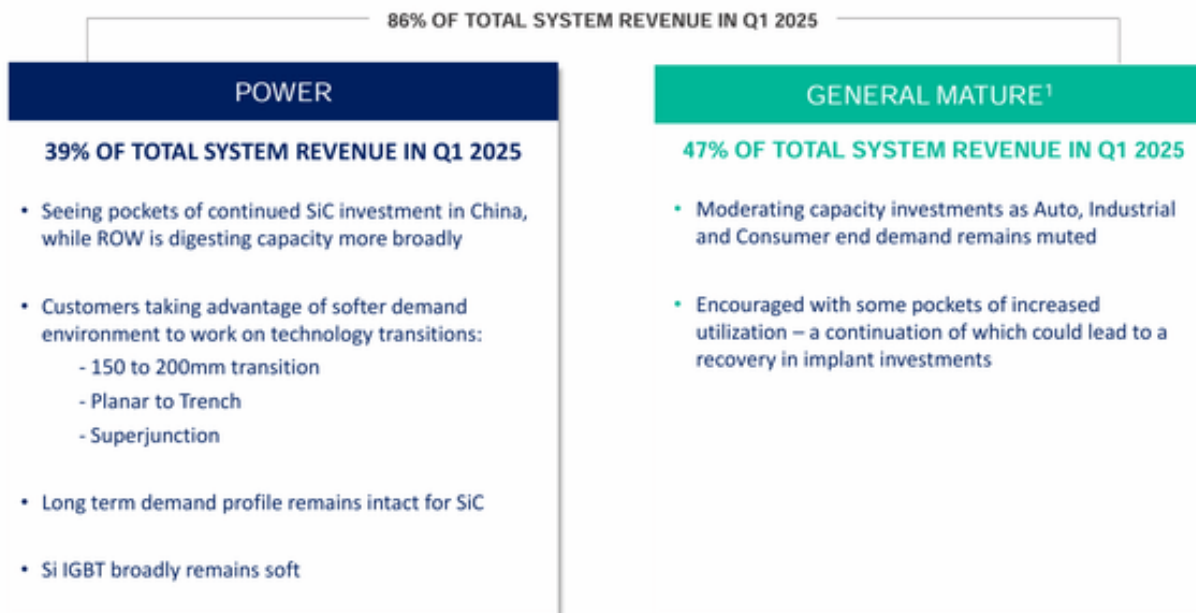 86% OF TOTAL SYSTEM REVENUE IN Q1 2025
POWER
39% OF TOTAL SYSTEM REVENUE IN Q1 2025
• Seeing pockets of continued SiC investment in China,
while ROW is digesting capacity more broadly
• Customers taking advantage of softer demand
environment to work on technology transitions:
- 150 to 200mm transition
- Planar to Trench
- Superjunction
• Long term demand profile remains intact for SiC
• Si IGBT broadly remains soft
GENERAL MATURE¹
47% OF TOTAL SYSTEM REVENUE IN Q1 2025
• Moderating capacity investments as Auto, Industrial
and Consumer end demand remains muted
• Encouraged with some pockets of increased
utilization – a continuation of which could lead to a
recovery in implant investments